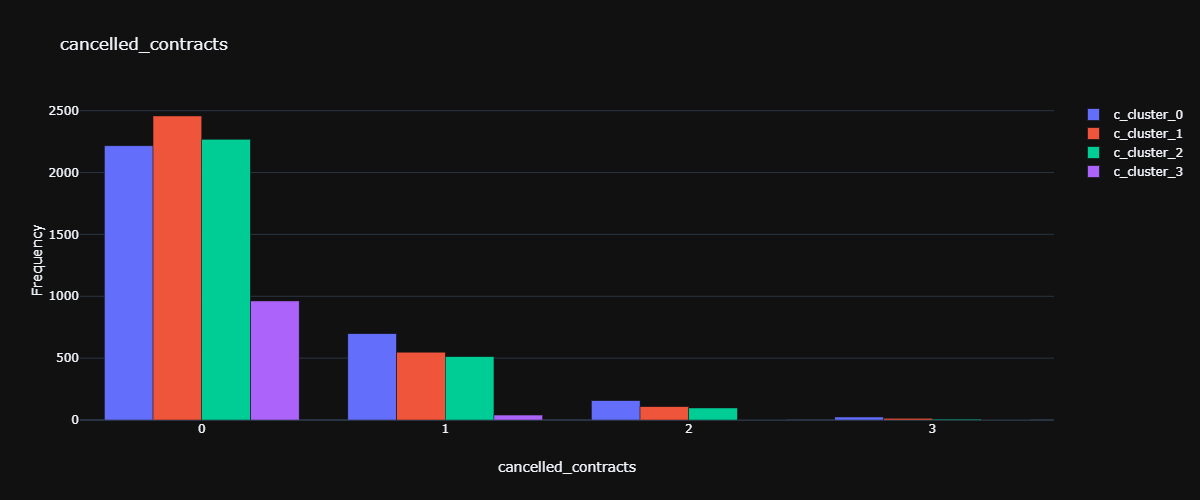 cancelled_contracts
2500
2000
1500
1000
500
0
Frequency
0 1 2 3
cancelled_contracts
c_cluster_0
c_cluster_1
c_cluster_2
c_cluster_3